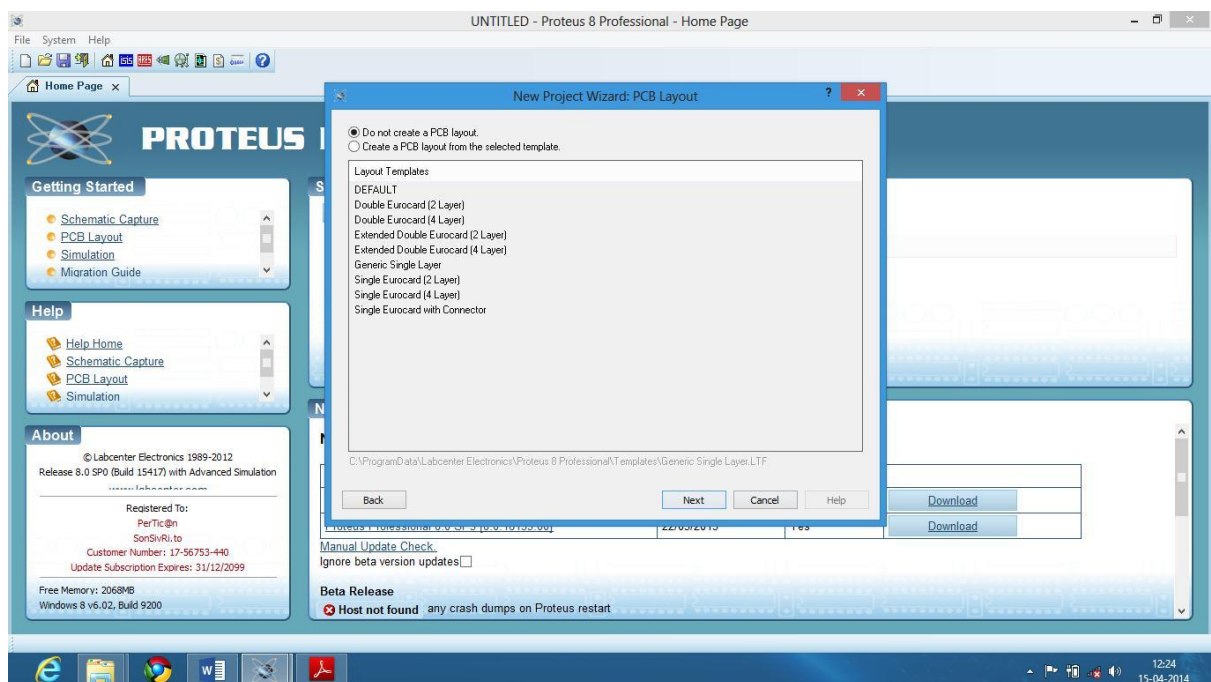 UNTITLED - Proteus 8 Professional - Home Page
File System Help
Home Page x
PROTEUS
Getting Started
Schematic Capture
PCB Layout
Simulation
Migration Guide
Help
Help Home
Schematic Capture
PCB Layout
Simulation
About
© Labcenter Electronics 1989-2012
Release 8.0 SP0 (Build 15417) with Advanced Simulation
Registered To:
PerTic@n
SonSivRi.to
Customer Number: 17-56753-440
Update Subscription Expires: 31/12/2099
Free Memory: 2068MB
Windows 8 v6.02, Build 9200
New Project Wizard: PCB Layout
Do not create a PCB layout.
Create a PCB layout from the selected template.
Layout Templates
DEFAULT
Double Eurocard (2 Layer)
Double Eurocard (4 Layer)
Extended Double Eurocard (2 Layer)
Extended Double Eurocard (4 Layer)
Generic Single Layer
Single Eurocard (2 Layer)
Single Eurocard (4 Layer)
Single Eurocard with Connector
C:\ProgramData\Labcenter Electronics\Proteus 8 Professional\Templates\Generic Single Layer.LTF
Back Next Cancel Help
Download
Download
Manual Update Check.
Ignore beta version updates
Beta Release
Host not found any crash dumps on Proteus restart
12:24
15-04-2014